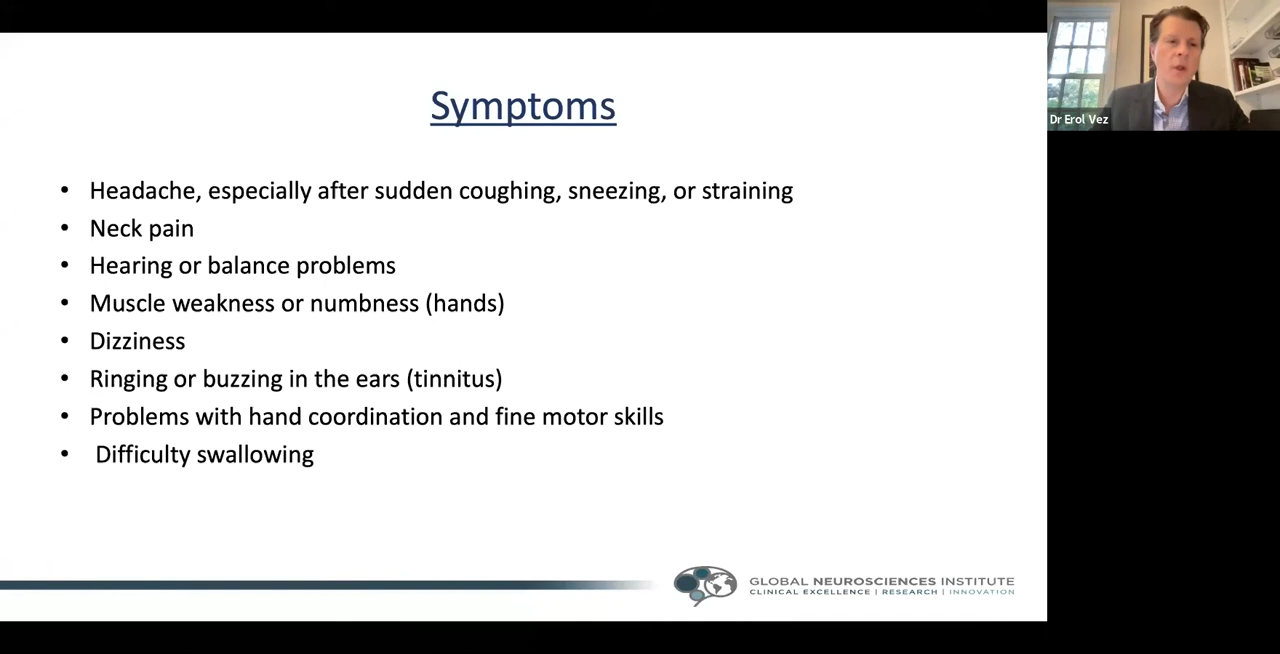 Symptoms
• Headache, especially after sudden coughing, sneezing, or straining
• Neck pain
• Hearing or balance problems
• Muscle weakness or numbness (hands)
• Dizziness
• Ringing or buzzing in the ears (tinnitus)
• Problems with hand coordination and fine motor skills
• Difficulty swallowing
GLOBAL NEUROSCIENCES INSTITUTE
CLINICAL EXCELLENCE | RESEARCH | INNOVATION
Dr Erol Vez